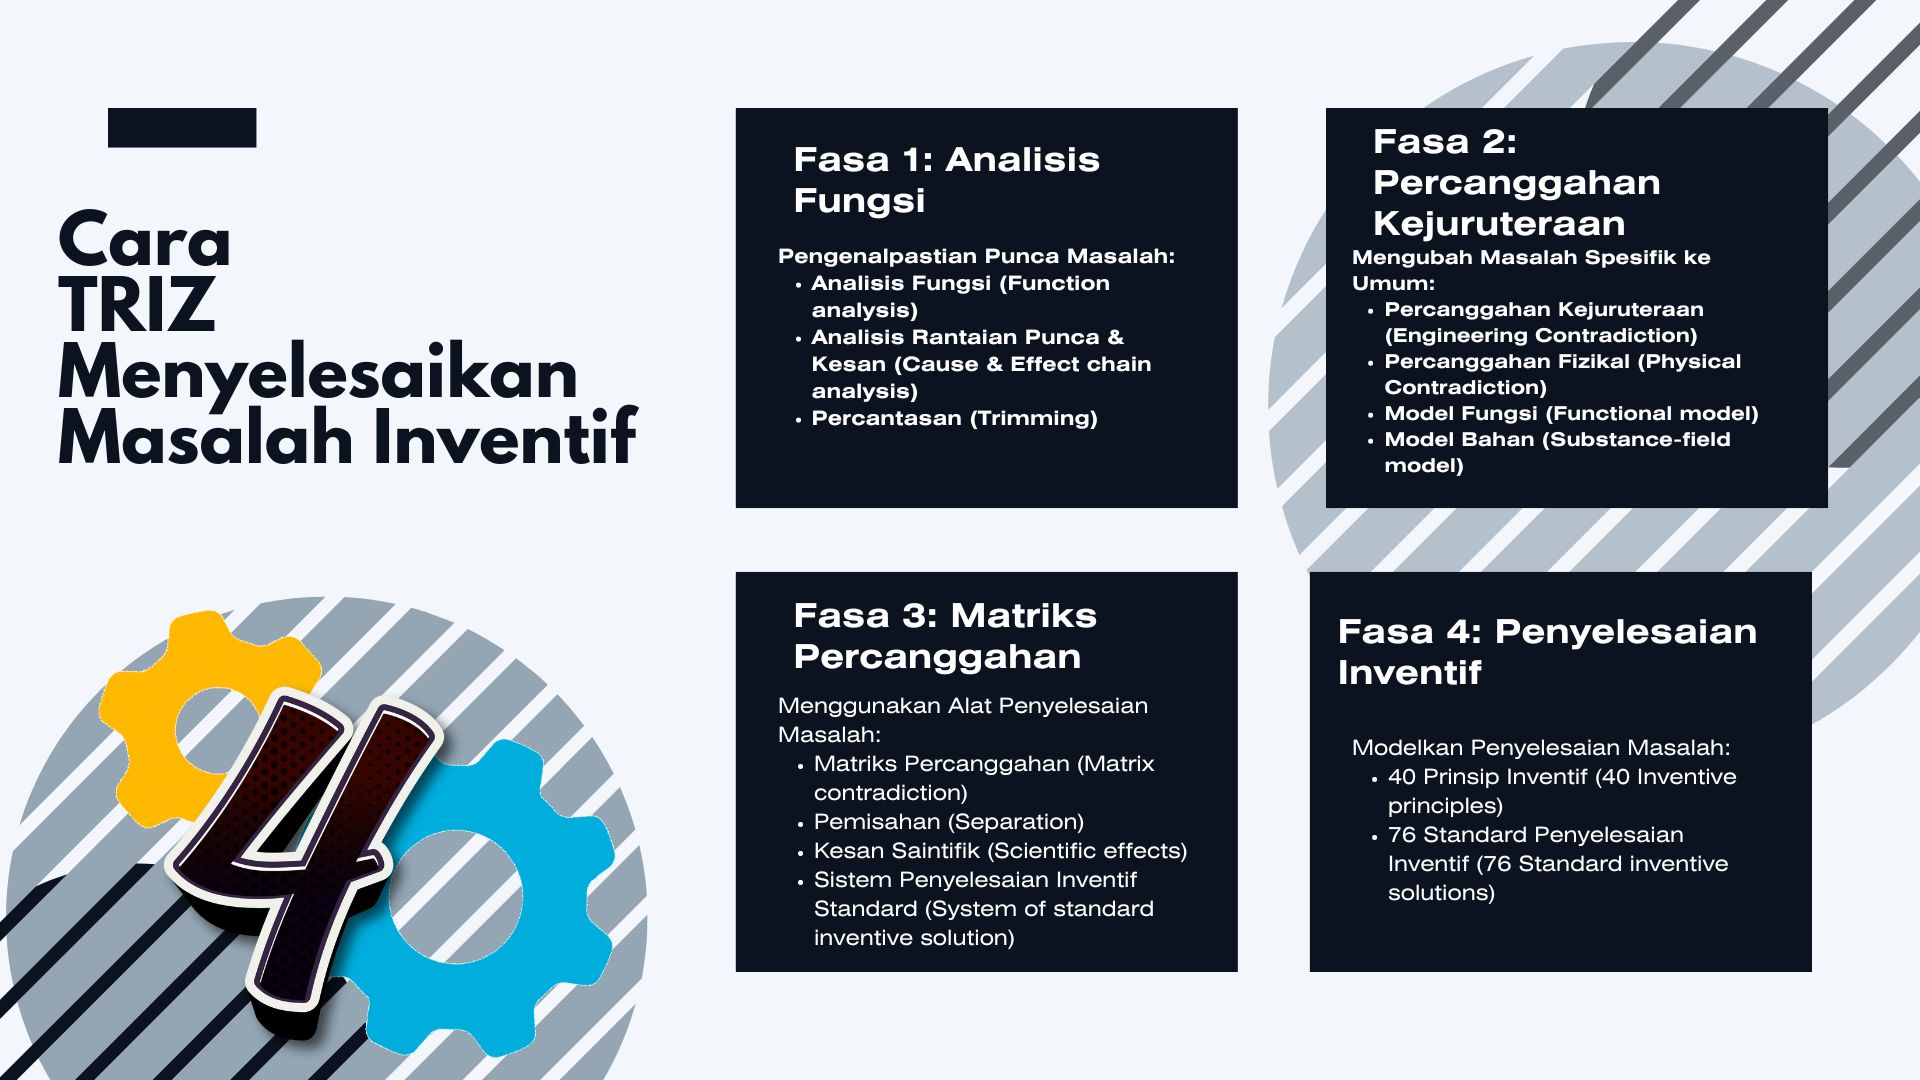 Cara
TRIZ
Menyelesaikan
Masalah Inventif
4
Fasa 1: Analisis
Fungsi
Pengenalpastian Punca Masalah:
• Analisis Fungsi (Function
analysis)
• Analisis Rantaian Punca &
Kesan (Cause & Effect chain
analysis)
• Percantasan (Trimming)
Fasa 2:
Percanggahan
Kejuruteraan
Mengubah Masalah Spesifik ke
Umum:
• Percanggahan Kejuruteraan
(Engineering Contradiction)
• Percanggahan Fizikal (Physical
Contradiction)
• Model Fungsi (Functional model)
• Model Bahan (Substance-field
model)
Fasa 3: Matriks
Percanggahan
Menggunakan Alat Penyelesaian
Masalah:
• Matriks Percanggahan (Matrix
contradiction)
• Pemisahan (Separation)
• Kesan Saintifik (Scientific effects)
• Sistem Penyelesaian Inventif
Standard (System of standard
inventive solution)
Fasa 4: Penyelesaian
Inventif
Modelkan Penyelesaian Masalah:
• 40 Prinsip Inventif (40 Inventive
principles)
• 76 Standard Penyelesaian
Inventif (76 Standard inventive
solutions)